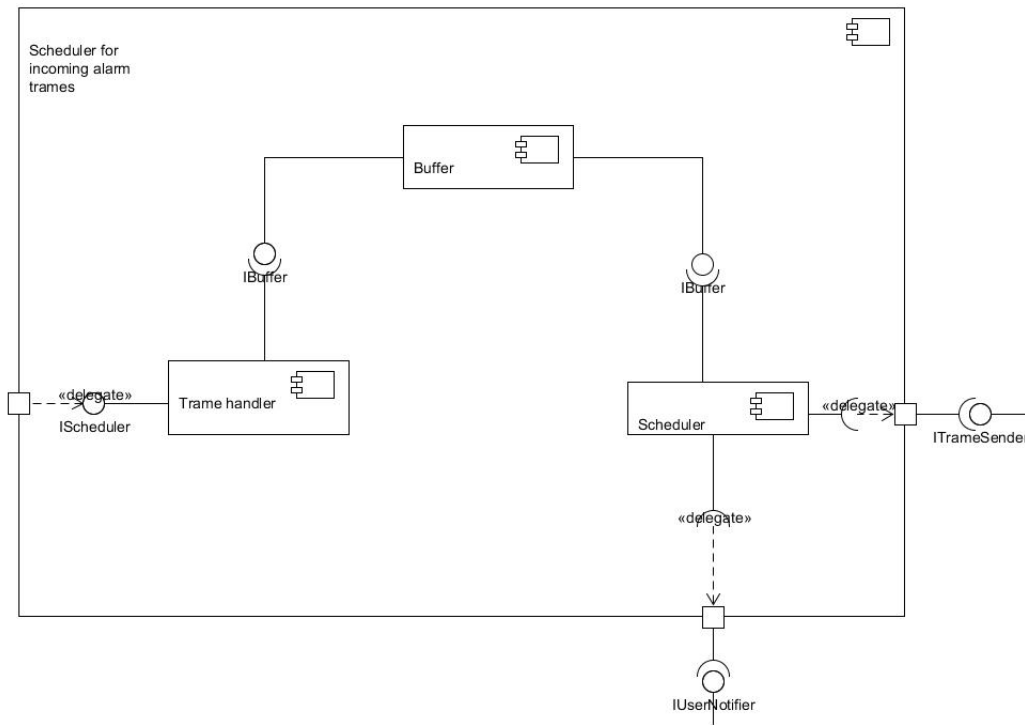 Scheduler for
incoming alarm
trames
Buffer
IBuffer
IBuffer
«delegate»
Trame handler
IScheduler
Scheduler
«delegate»
ITrameSender
«delegate»
IUserNotifier